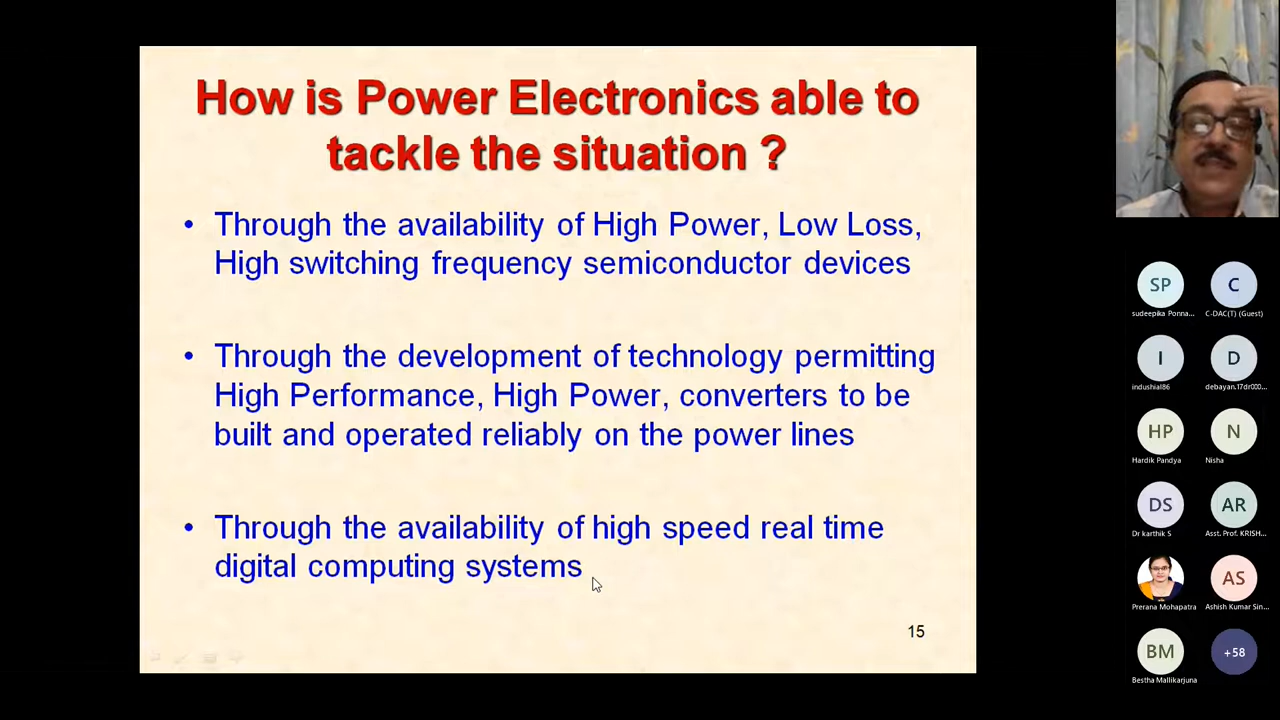 How is Power Electronics able to
tackle the situation ?
• Through the availability of High Power, Low Loss,
High switching frequency semiconductor devices
• Through the development of technology permitting
High Performance, High Power, converters to be
built and operated reliably on the power lines
• Through the availability of high speed real time
digital computing systems
15
SP
sudeepika Ponna...
C
C-DAC(T) (Guest)
I
indushial86
D
debayan.17dr000...
HP
Hardik Pandya
N
Nisha
DS
Dr karthik S
AR
Asst. Prof. KRISH...
Prerana Mohapatra
AS
Ashish Kumar Sin...
BM
Bestha Mallikarjuna
+58